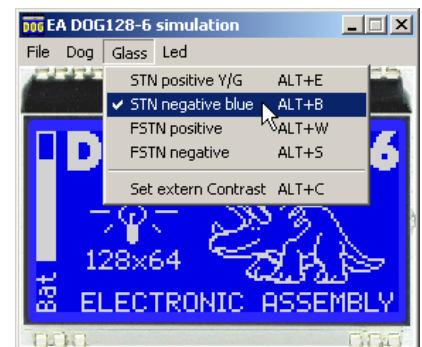 DOG EA DOG128-6 simulation
File Dog Glass Led
STN positive Y/G ALT+E
STN negative blue ALT+B
FSTN positive ALT+W
FSTN negative ALT+S
Set extern Contrast ALT+C
D 6
128x64
Bat
ELECTRONIC ASSEMBLY